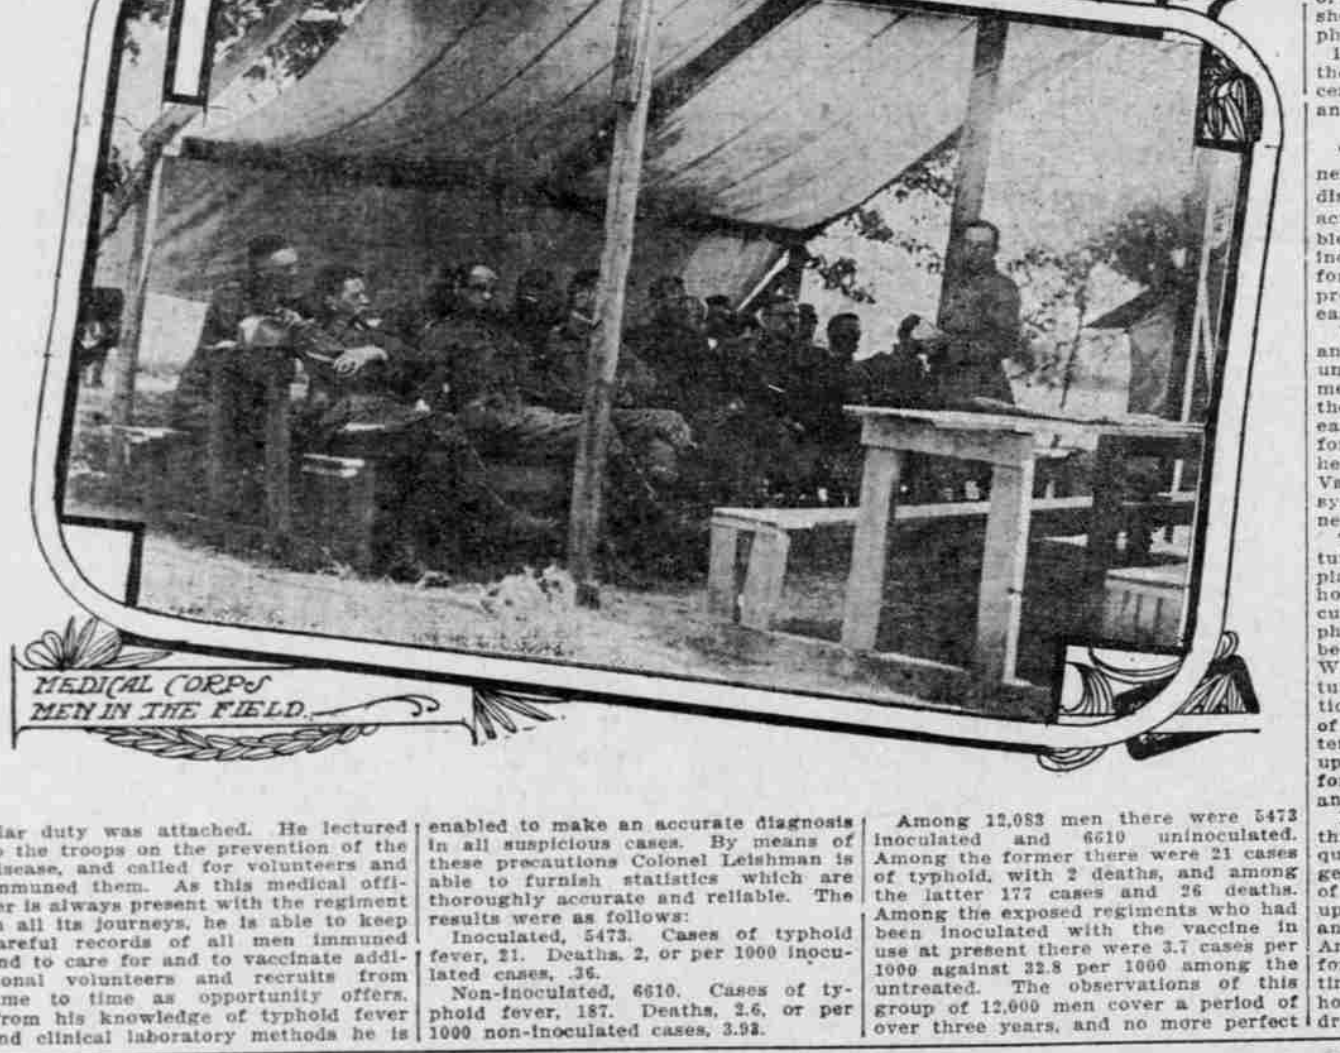 MEDICAL CORPS
MEN IN THE FIELD.
lar duty was attached. He lectured
the troops on the prevention of the
isease, and called for volunteers and
mmuned them. As this medical offi-
er is always present with the regiment
all its journeys, he is able to keep
areful records of all men immuned
nd to care for and to vaccinate addi-
onal volunteers and recruits from
me to time as opportunity offers.
rom his knowledge of typhoid fever
nd clinical laboratory methods he is
enabled to make an accurate diagnosis
in all suspicious cases. By means of
these precautions Colonel Leishman is
able to furnish statistics which are
thoroughly accurate and reliable. The
results were as follows:
Inoculated, 5473. Cases of typhoid
fever, 21. Deaths, 2, or per 1000 inocu-
lated cases, .36.
Non-inoculated, 6610. Cases of ty-
phoid fever, 187. Deaths, 2.6, or per
1000 non-inoculated cases, 3.93.
Among 12,083 men there were 5473
inoculated and 6610 uninoculated.
Among the former there were 21 cases
of typhoid, with 2 deaths, and among
the latter 177 cases and 26 deaths.
Among the exposed regiments who had
been inoculated with the vaccine in
use at present there were 3.7 cases per
1000 against 32.8 per 1000 among the
untreated. The observations of this
group of 12,000 men cover a period of
over three years, and no more perfect